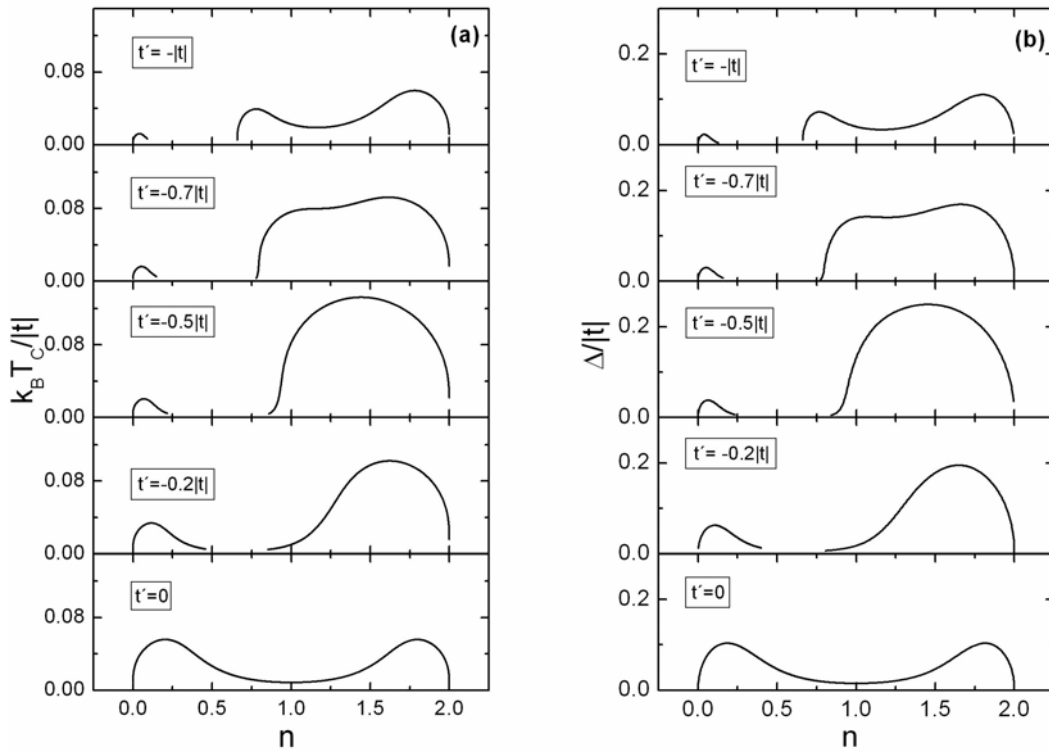 (a)
t´= -|t|
0.08
0.00
t´=-0.7|t|
0.08
0.00
t´=-0.5|t|
0.08
0.00
t´=-0.2|t|
0.08
0.00
t´=0
0.08
0.00
0.0 0.5 1.0 1.5 2.0
n
k_B T_C/|t|
(b)
t´= -|t|
0.2
0.0
t´= -0.7|t|
0.2
0.0
t´= -0.5|t|
0.2
0.0
t´= -0.2|t|
0.2
0.0
t´=0
0.2
0.0
0.0 0.5 1.0 1.5 2.0
n
Δ/|t|